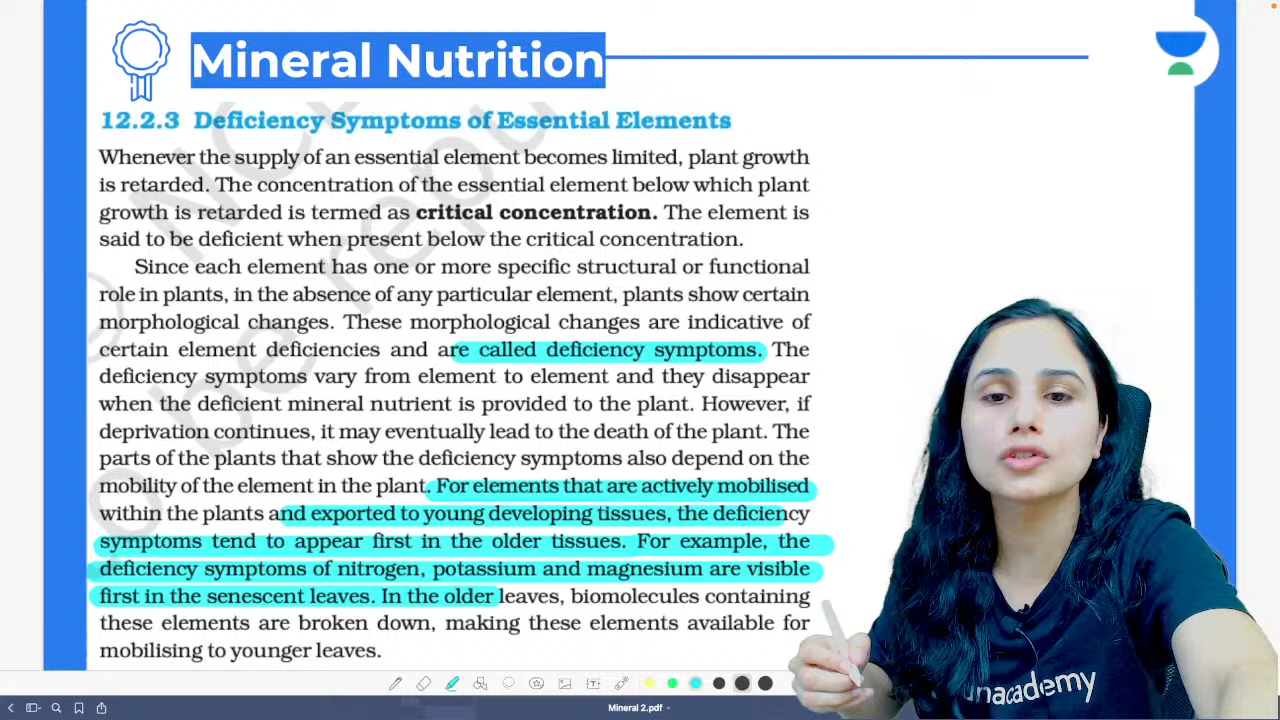 Mineral Nutrition
12.2.3 Deficiency Symptoms of Essential Elements
Whenever the supply of an essential element becomes limited, plant growth
is retarded. The concentration of the essential element below which plant
growth is retarded is termed as critical concentration. The element is
said to be deficient when present below the critical concentration.
Since each element has one or more specific structural or functional
role in plants, in the absence of any particular element, plants show certain
morphological changes. These morphological changes are indicative of
certain element deficiencies and are called deficiency symptoms. The
deficiency symptoms vary from element to element and they disappear
when the deficient mineral nutrient is provided to the plant. However, if
deprivation continues, it may eventually lead to the death of the plant. The
parts of the plants that show the deficiency symptoms also depend on the
mobility of the element in the plant. For elements that are actively mobilised
within the plants and exported to young developing tissues, the deficiency
symptoms tend to appear first in the older tissues. For example, the
deficiency symptoms of nitrogen, potassium and magnesium are visible
first in the senescent leaves. In the older leaves, biomolecules containing
these elements are broken down, making these elements available for
mobilising to younger leaves.
unacademy
Mineral 2.pdf